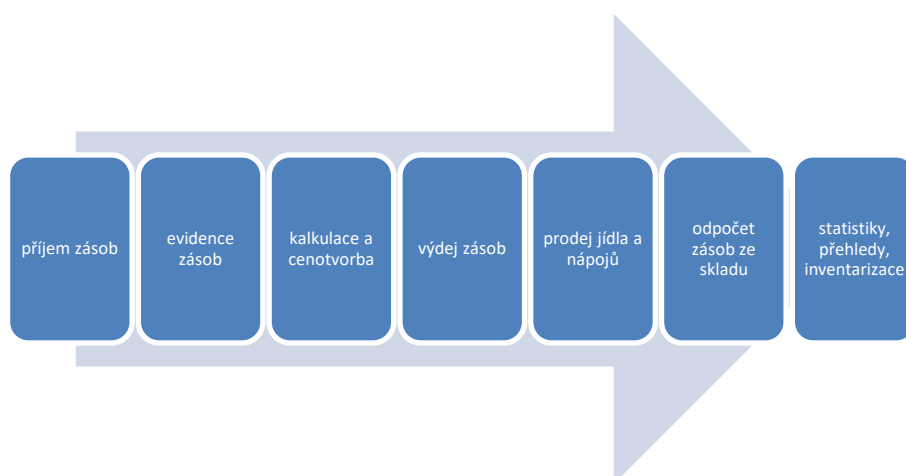 příjem zásob
evidence
zásob
kalkulace a
cenotvorba
výdej zásob
prodej jídla a
nápojů
odpočet
zásob ze
skladu
statistiky,
přehledy,
inventarizace